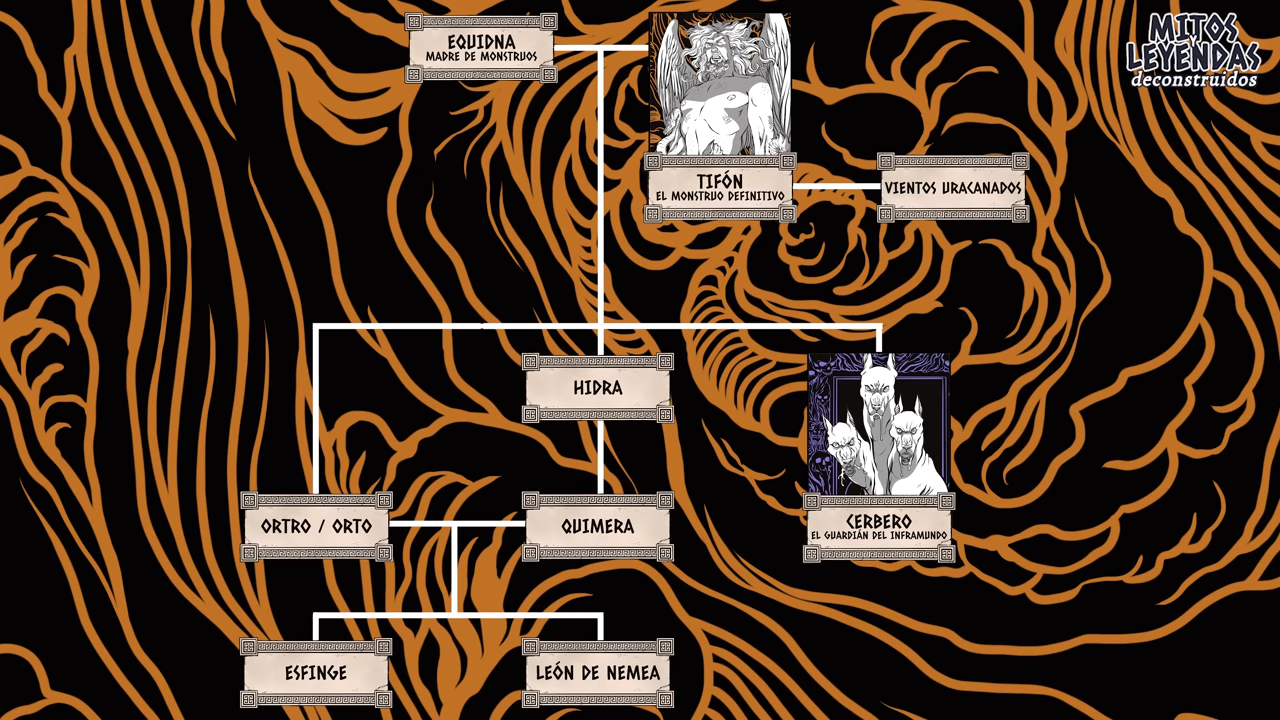 MITOS
LEYENDAS
deconstruidos
EQUIDNA
MADRE DE MONSTRUOS
TIFÓN
EL MONSTRUO DEFINITIVO
VIENTOS URACANADOS
HIDRA
ORTRO / ORTO
QUIMERA
CERBERO
EL GUARDIÁN DEL INFRAMUNDO
ESFINGE
LEÓN DE NEMEA